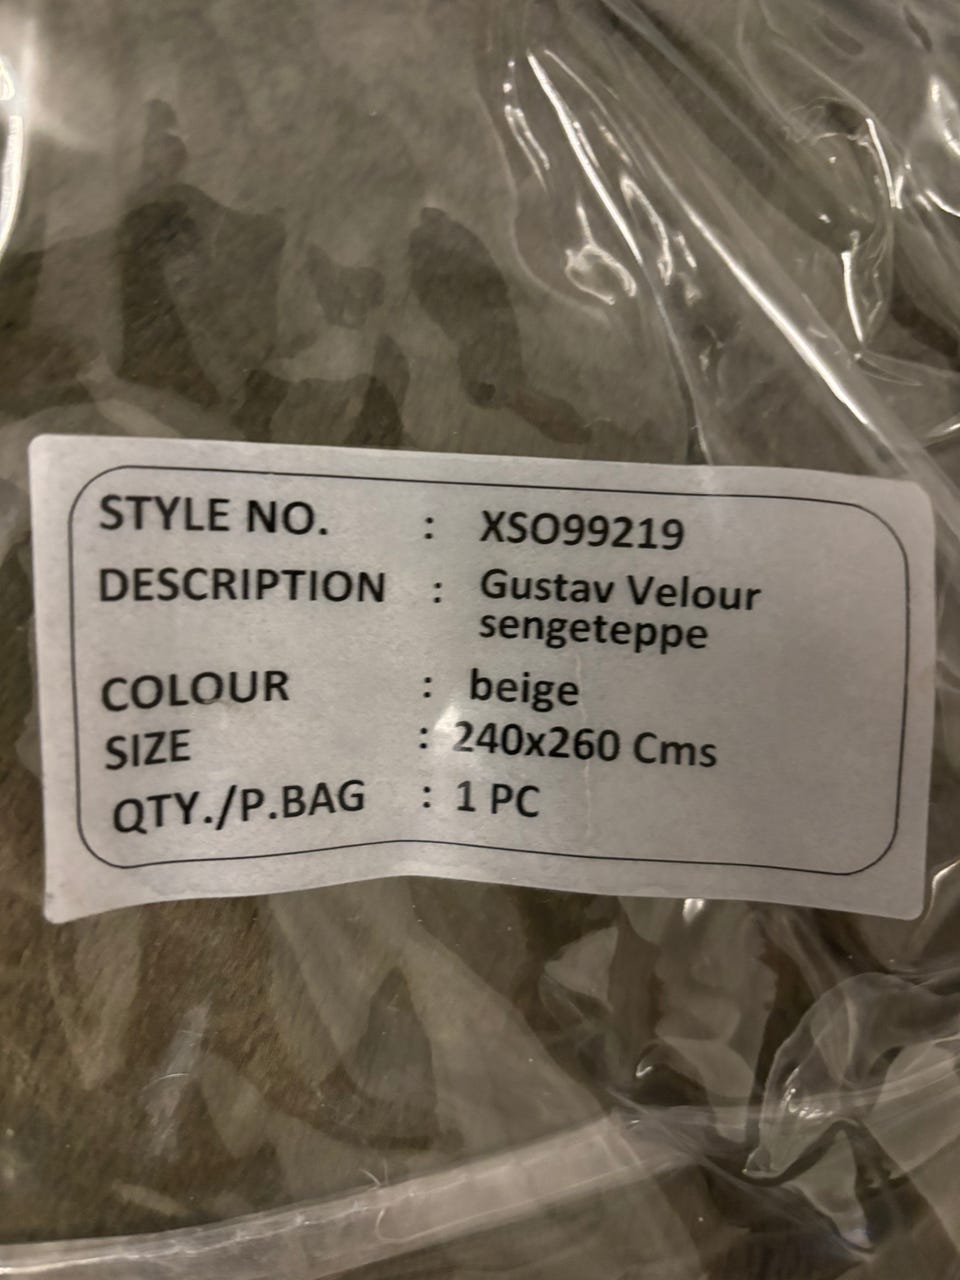 STYLE NO. : XSO99219
DESCRIPTION : Gustav Velour
sengeteppe
COLOUR : beige
SIZE : 240x260 Cms
QTY./P.BAG : 1 PC